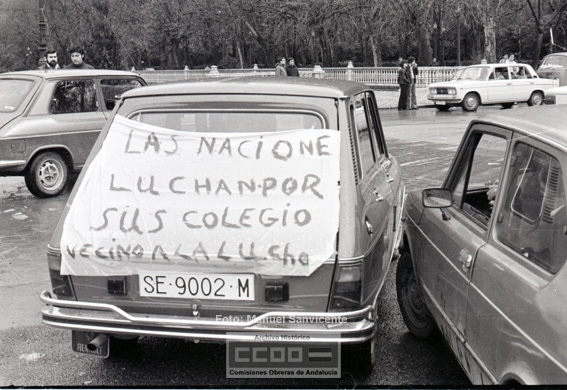 LAS NACIONE
LUCHAN·POR
SUS COLEGIO
VECINO A LA LUCHA
SE·9002·M
RENAULT
Foto: Manuel Sanvicente
Archivo Histórico
CCOO
Comisiones Obreras de Andalucía